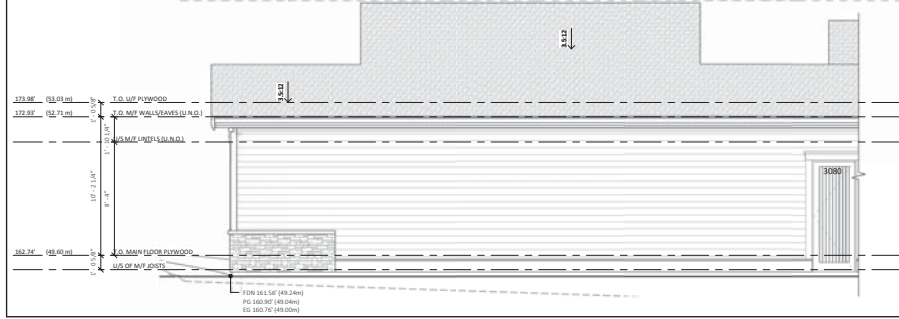 3.5:12
3.5:12
173.98' (53.03 m) T.O. U/F PLYWOOD
1' - 0 5/8"
172.93' (52.71 m) T.O. M/F WALLS/EAVES (U.N.O.)
1' - 10 1/4"
U/S M/F LINTELS (U.N.O.)
3080
10' - 2 1/4"
8' - 4"
162.74' (49.60 m) T.O. MAIN FLOOR PLYWOOD
1' - 0 5/8"
U/S OF M/F JOISTS
FDN 161.56' (49.24m)
PG 160.90' (49.04m)
EG 160.76' (49.00m)